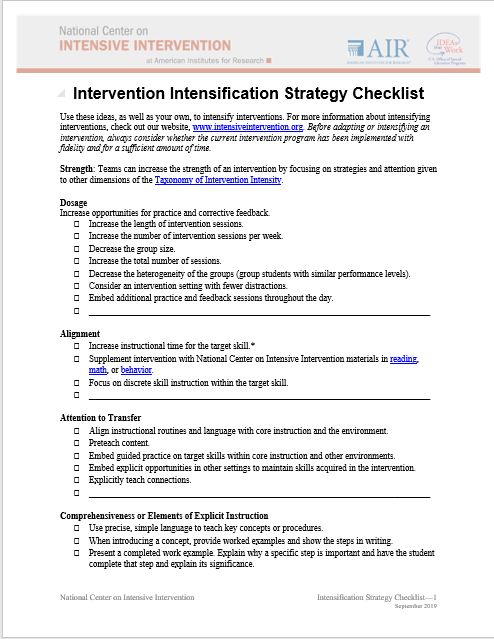 National Center on
INTENSIVE INTERVENTION
at American Institutes for Research
AIR®
AMERICAN INSTITUTES FOR RESEARCH®
IDEAs that Work
U.S. Office of Special Education Programs
Intervention Intensification Strategy Checklist
Use these ideas, as well as your own, to intensify interventions. For more information about intensifying
interventions, check out our website, www.intensiveintervention.org. Before adapting or intensifying an
intervention, always consider whether the current intervention program has been implemented with
fidelity and for a sufficient amount of time.
Strength: Teams can increase the strength of an intervention by focusing on strategies and attention given
to other dimensions of the Taxonomy of Intervention Intensity.
Dosage
Increase opportunities for practice and corrective feedback.
☐ Increase the length of intervention sessions.
☐ Increase the number of intervention sessions per week.
☐ Decrease the group size.
☐ Increase the total number of sessions.
☐ Decrease the heterogeneity of the groups (group students with similar performance levels).
☐ Consider an intervention setting with fewer distractions.
☐ Embed additional practice and feedback sessions throughout the day.
☐
Alignment
☐ Increase instructional time for the target skill.*
☐ Supplement intervention with National Center on Intensive Intervention materials in reading,
math, or behavior.
☐ Focus on discrete skill instruction within the target skill.
☐
Attention to Transfer
☐ Align instructional routines and language with core instruction and the environment.
☐ Preteach content.
☐ Embed guided practice on target skills within core instruction and other environments.
☐ Embed explicit opportunities in other settings to maintain skills acquired in the intervention.
☐ Explicitly teach connections.
☐
Comprehensiveness or Elements of Explicit Instruction
☐ Use precise, simple language to teach key concepts or procedures.
☐ When introducing a concept, provide worked examples and show the steps in writing.
☐ Present a completed work example. Explain why a specific step is important and have the student
complete that step and explain its significance.
National Center on Intensive Intervention
Intensification Strategy Checklist—1
September 2019